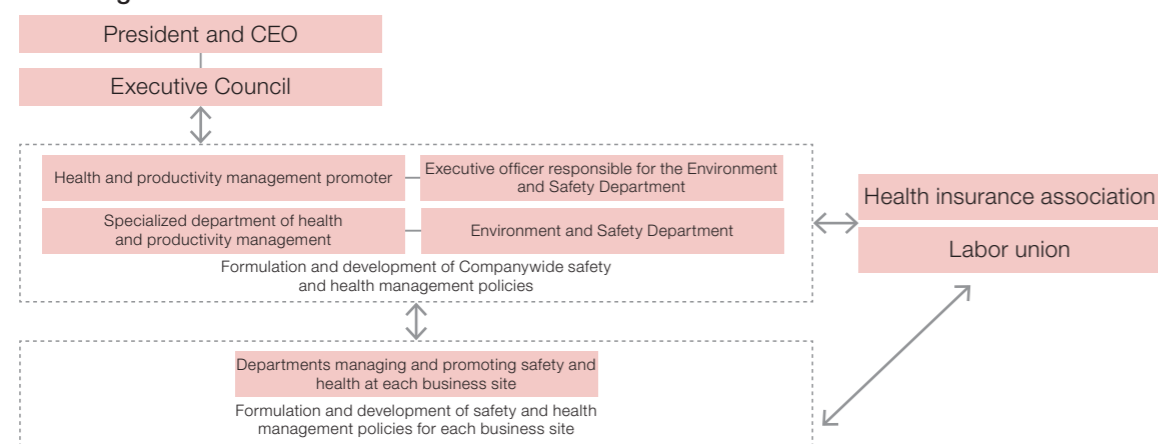 President and CEO
Executive Council
Health and productivity management promoter
Executive officer responsible for the Environment
and Safety Department
Specialized department of health
and productivity management
Environment and Safety Department
Formulation and development of Companywide safety
and health management policies
Health insurance association
Labor union
Departments managing and promoting safety and
health at each business site
Formulation and development of safety and health
management policies for each business site